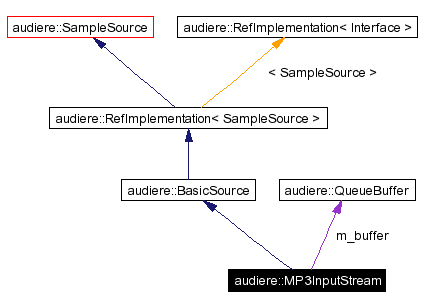 audiere::SampleSource
audiere::RefImplementation< Interface >
< SampleSource >
audiere::RefImplementation< SampleSource >
audiere::BasicSource
audiere::QueueBuffer
m_buffer
audiere::MP3InputStream